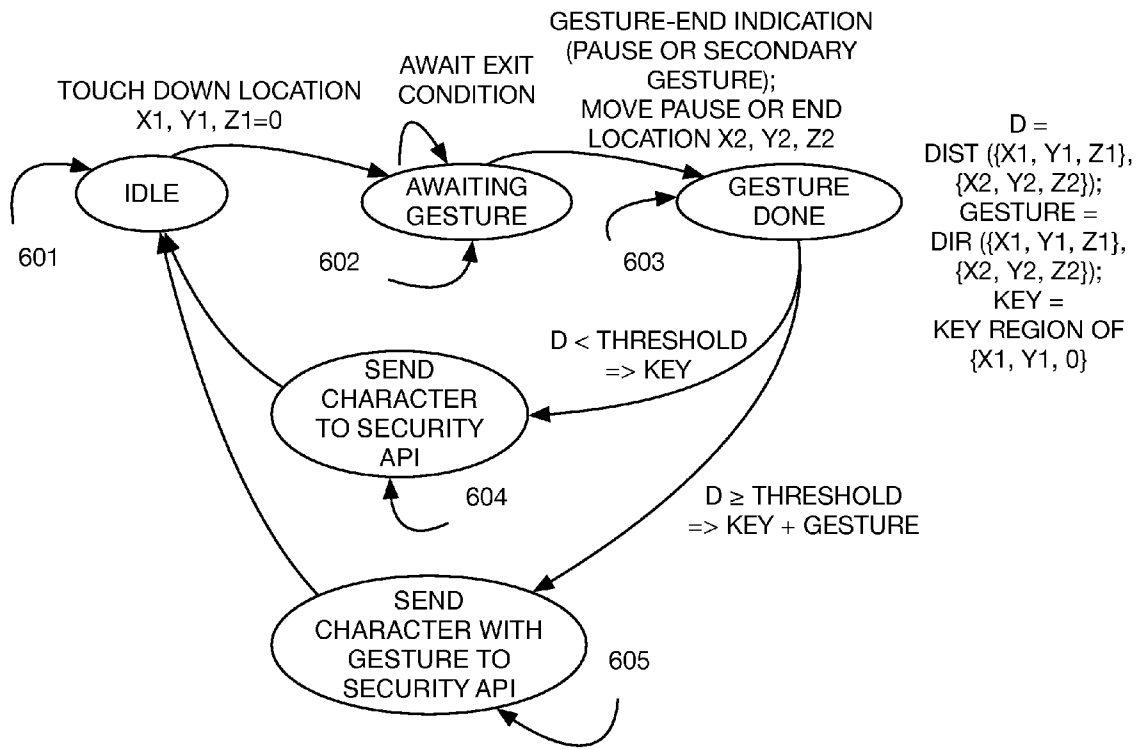 TOUCH DOWN LOCATION
X1, Y1, Z1=0
AWAIT EXIT
CONDITION
GESTURE-END INDICATION
(PAUSE OR SECONDARY
GESTURE);
MOVE PAUSE OR END
LOCATION X2, Y2, Z2
IDLE
AWAITING
GESTURE
GESTURE
DONE
D =
DIST ({X1, Y1, Z1},
{X2, Y2, Z2});
GESTURE =
DIR ({X1, Y1, Z1},
{X2, Y2, Z2});
KEY =
KEY REGION OF
{X1, Y1, 0}
601
602
603
D < THRESHOLD
=> KEY
SEND
CHARACTER
TO SECURITY
API
604
D ≥ THRESHOLD
=> KEY + GESTURE
SEND
CHARACTER WITH
GESTURE TO
SECURITY API
605